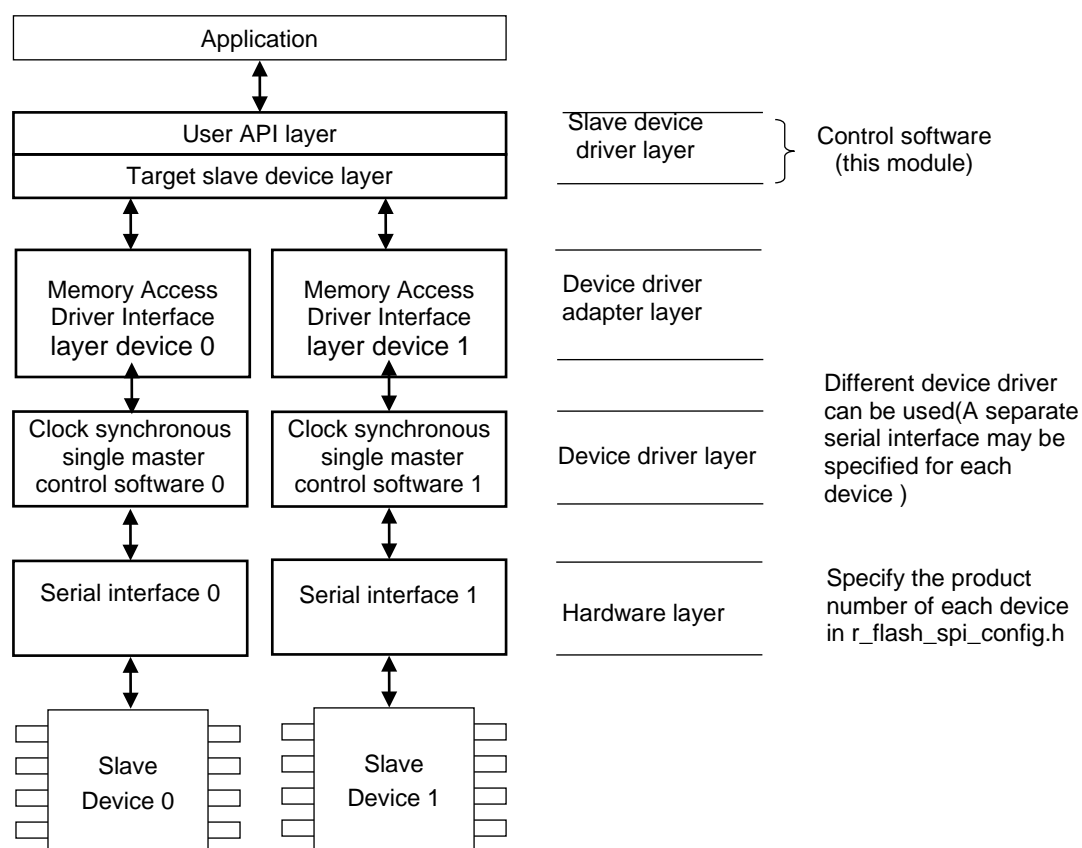 Application
User API layer
Target slave device layer
Slave device
driver layer
Control software
(this module)
Memory Access
Driver Interface
layer device 0
Memory Access
Driver Interface
layer device 1
Device driver
adapter layer
Clock synchronous
single master
control software 0
Clock synchronous
single master
control software 1
Device driver layer
Different device driver
can be used(A separate
serial interface may be
specified for each
device )
Serial interface 0
Serial interface 1
Hardware layer
Specify the product
number of each device
in r_flash_spi_config.h
Slave
Device 0
Slave
Device 1